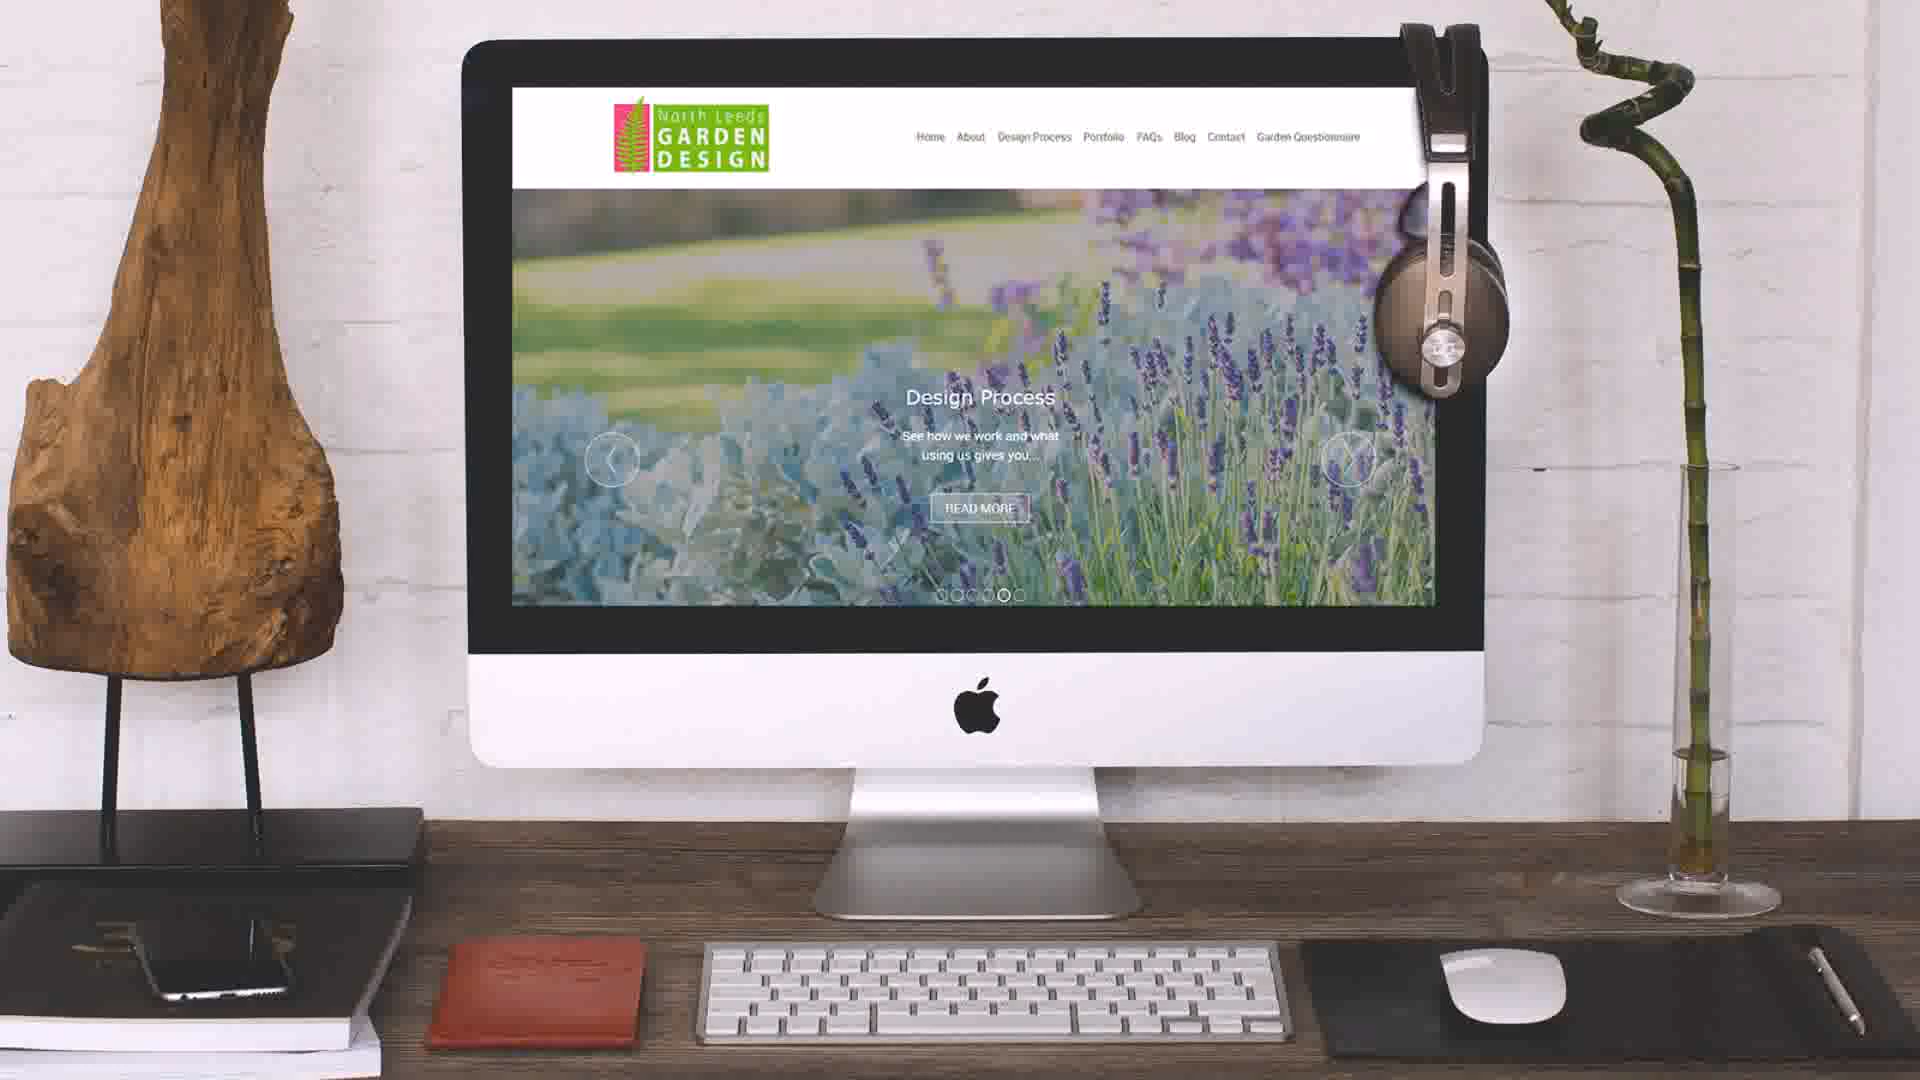 North Leeds
GARDEN
DESIGN
Home About Design Process Portfolio FAQs Blog Contact Garden Questionnaire
Design Process
See how we work and what
using us gives you...
READ MORE